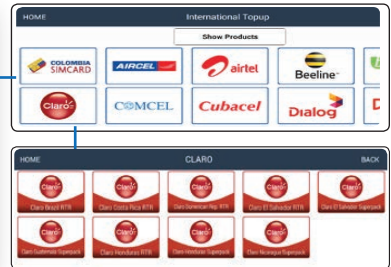 HOME International Topup
Show Products
COLOMBIA SIMCARD AIRCEL airtel Beeline
Claro COMCEL Cubacel Dialog D
HOME CLARO BACK
Claro Claro Claro Claro Claro
Claro Brazil RTR Claro Costa Rica RTR Claro Dominican Rep. RTR Claro El Salvador RTR Claro El Salvador Superpack
Claro Claro Claro Claro
Claro Guatemala Superpack Claro Honduras RTR Claro Honduras Superpack Claro Nicaragua Superpack